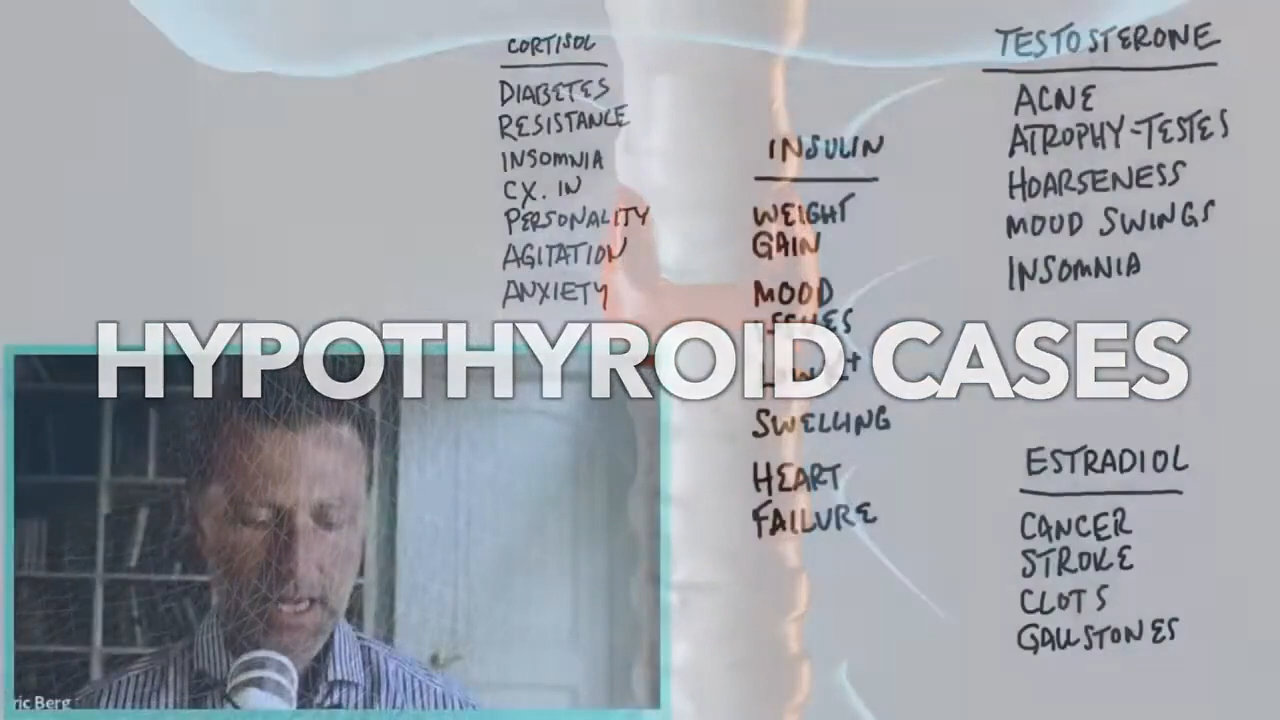 CORTISOL
DIABETES
RESISTANCE
INSOMNIA
CX. IN
PERSONALITY
AGITATION
ANXIETY
INSULIN
WEIGHT
GAIN
MOOD
SWELLING
HEART
FAILURE
TESTOSTERONE
ACNE
ATROPHY-TESTES
HOARSENESS
MOOD SWINGS
INSOMNIA
ESTRADIOL
CANCER
STROKE
CLOTS
GALLSTONES
HYPOTHYROID CASES
ric Berg